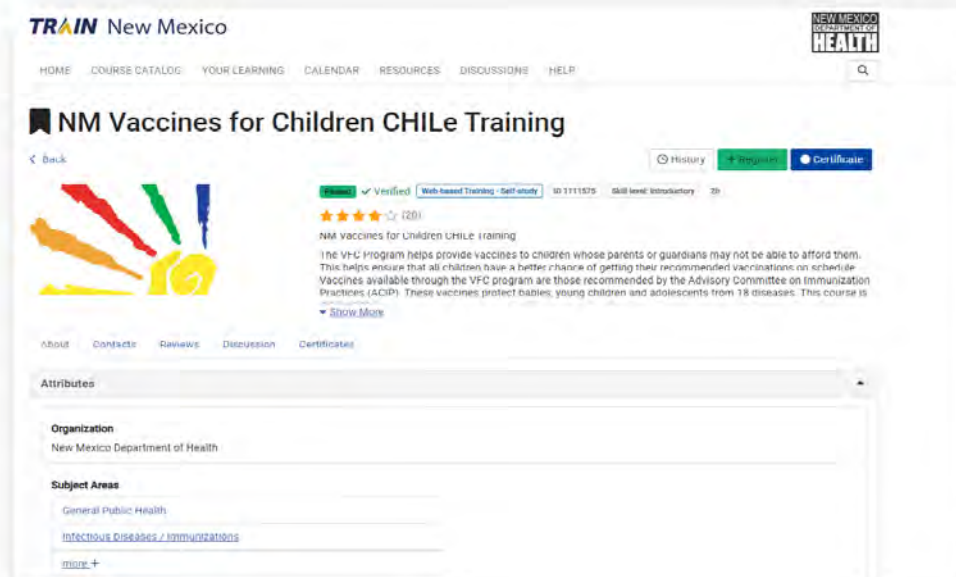 TRAIN New Mexico
NEW MEXICO
DEPARTMENT OF
HEALTH
HOME COURSE CATALOG YOUR LEARNING CALENDAR RESOURCES DISCUSSIONS HELP
NM Vaccines for Children CHILe Training
Back
History + Register Certificate
Verified Web-based Training - Self-study ID 1111575 Skill level: Introductory 2h
(20)
NM Vaccines for Children CHILe Training
The VFC Program helps provide vaccines to children whose parents or guardians may not be able to afford them.
This helps ensure that all children have a better chance of getting their recommended vaccinations on schedule.
Vaccines available through the VFC program are those recommended by the Advisory Committee on Immunization
Practices (ACIP). These vaccines protect babies, young children and adolescents from 18 diseases. This course is
Show More
About Contacts Reviews Discussion Certificates
Attributes
Organization
New Mexico Department of Health
Subject Areas
General Public Health
Infectious Diseases / Immunizations
more +